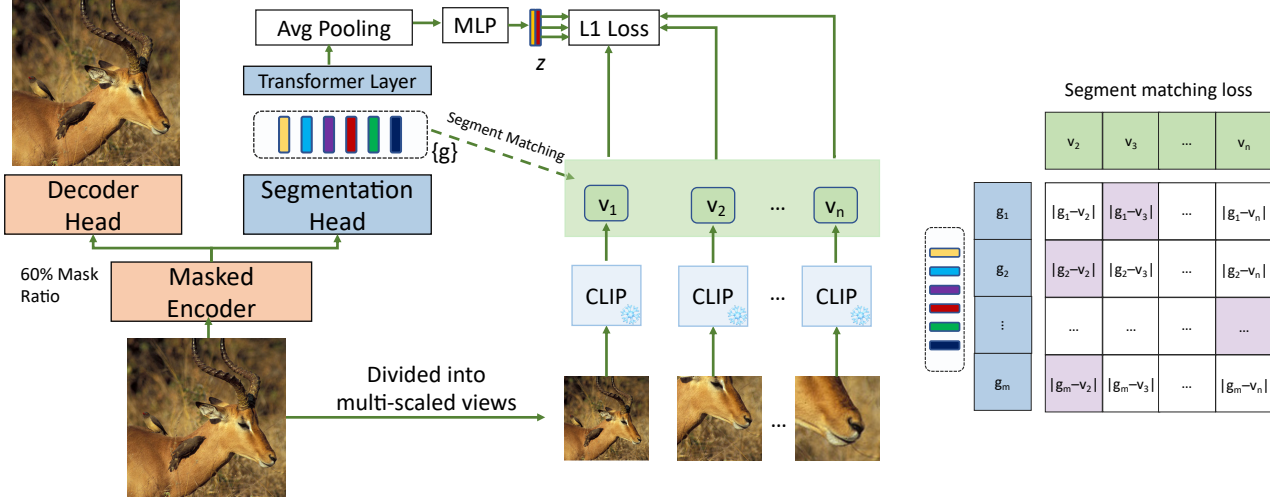 Avg Pooling
MLP
L1 Loss
z
Transformer Layer
{g}
Segment Matching
Decoder
Head
Segmentation
Head
60% Mask
Ratio
Masked
Encoder
v1
v2
...
vn
CLIP
CLIP
...
CLIP
Divided into
multi-scaled views
...
Segment matching loss
v2 v3 ... vn
g1 |g1–v2| |g1–v3| ... |g1–vn|
g2 |g2–v2| |g2–v3| ... |g2–vn|
⋮ ... ... ... ...
gm |gm–v2| |gm–v3| ... |gm–vn|